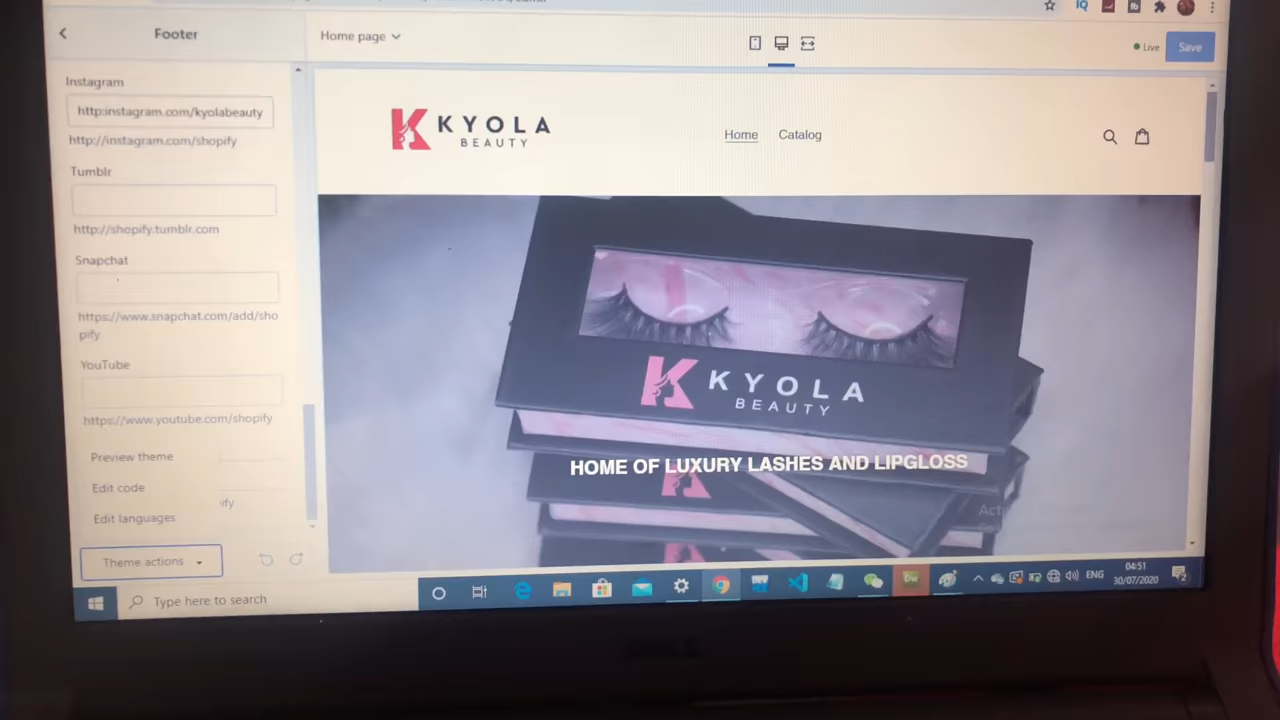 Footer
Home page
Live
Save
Instagram
http:instagram.com/kyolabeauty
http://instagram.com/shopify
Tumblr
http://shopify.tumblr.com
Snapchat
https://www.snapchat.com/add/sho
pify
YouTube
https://www.youtube.com/shopify
Preview theme
Edit code
ify
Edit languages
Theme actions
KYOLA
BEAUTY
Home
Catalog
KYOLA
BEAUTY
HOME OF LUXURY LASHES AND LIPGLOSS
Type here to search
Dw
ENG
04:51
30/07/2020
2